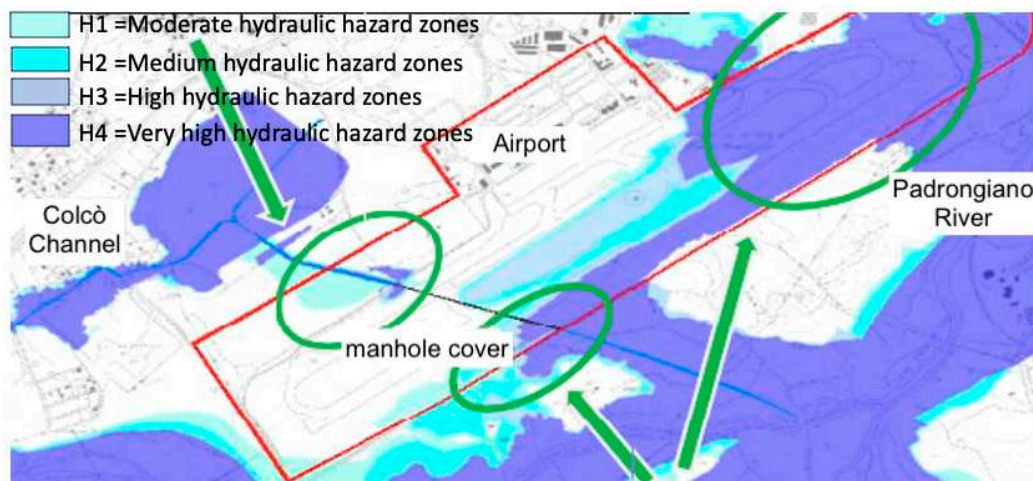 H1 =Moderate hydraulic hazard zones
H2 =Medium hydraulic hazard zones
H3 =High hydraulic hazard zones
H4 =Very high hydraulic hazard zones
Airport
Colcò
Channel
Padrongiano
River
manhole cover